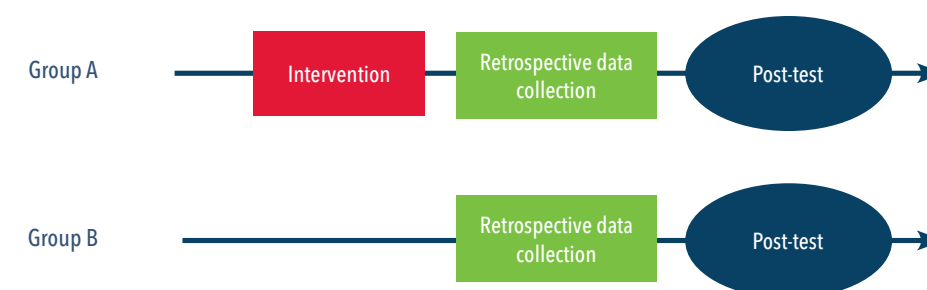 Group A
Intervention
Retrospective data
collection
Post-test
Group B
Retrospective data
collection
Post-test